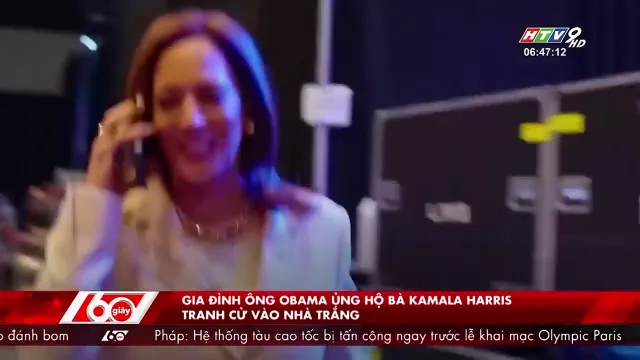 HTV9
HD
06:47:12
60 giây
GIA ĐÌNH ÔNG OBAMA ỦNG HỘ BÀ KAMALA HARRIS
TRANH CỬ VÀO NHÀ TRẮNG
o đánh bom 60 Pháp: Hệ thống tàu cao tốc bị tấn công ngay trước lễ khai mạc Olympic Paris